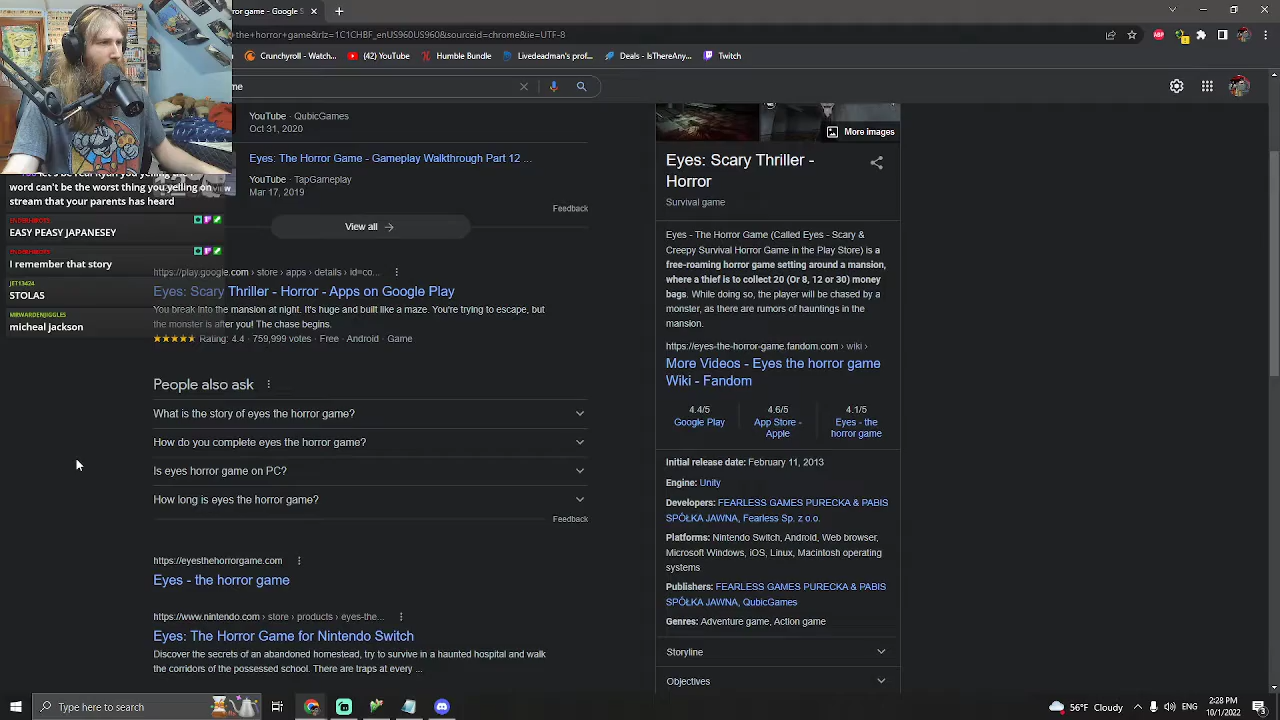 Horror game - Google S
the+horror+game&rlz=1C1CHBF_enUS960US960&sourceid=chrome&ie=UTF-8
Crunchyroll - Watch...
(42) YouTube
Humble Bundle
Livedeadman's prof...
Deals - IsThereAny...
Twitch
me
YouTube · QubicGames
Oct 31, 2020
Eyes: The Horror Game - Gameplay Walkthrough Part 12 ...
YouTube · TapGameplay
Mar 17, 2019
Feedback
View all
word can't be the worst thing you yelling on
stream that your parents has heard
EASY PEASY JAPANESEY
I remember that story
JET13424
STOLAS
MRWARDENJIGGLES
micheal Jackson
https://play.google.com › store › apps › details › id=co...
Eyes: Scary Thriller - Horror - Apps on Google Play
You break into the mansion at night. It's huge and built like a maze. You're trying to escape, but
the monster is after you! The chase begins.
Rating: 4.4 · 759,999 votes · Free · Android · Game
People also ask
What is the story of eyes the horror game?
How do you complete eyes the horror game?
Is eyes horror game on PC?
How long is eyes the horror game?
Feedback
https://eyesthehorrorgame.com
Eyes - the horror game
https://www.nintendo.com › store › products › eyes-the...
Eyes: The Horror Game for Nintendo Switch
Discover the secrets of an abandoned homestead, try to survive in a haunted hospital and walk
the corridors of the possessed school. There are traps at every ...
More images
Eyes: Scary Thriller -
Horror
Survival game
Eyes - The Horror Game (Called Eyes - Scary &
Creepy Survival Horror Game in the Play Store) is a
free-roaming horror game setting around a mansion,
where a thief is to collect 20 (Or 8, 12 or 30) money
bags. While doing so, the player will be chased by a
monster, as there are rumors of hauntings in the
mansion.
https://eyes-the-horror-game.fandom.com › wiki ›
More Videos - Eyes the horror game
Wiki - Fandom
4.4/5
Google Play
4.6/5
App Store -
Apple
4.1/5
Eyes - the
horror game
Initial release date: February 11, 2013
Engine: Unity
Developers: FEARLESS GAMES PURECKA & PABIS
SPÓŁKA JAWNA, Fearless Sp. z o.o.
Platforms: Nintendo Switch, Android, Web browser,
Microsoft Windows, iOS, Linux, Macintosh operating
systems
Publishers: FEARLESS GAMES PURECKA & PABIS
SPÓŁKA JAWNA, QubicGames
Genres: Adventure game, Action game
Storyline
Objectives
Type here to search
56°F Cloudy
ENG
2:28 PM
10/1/2022